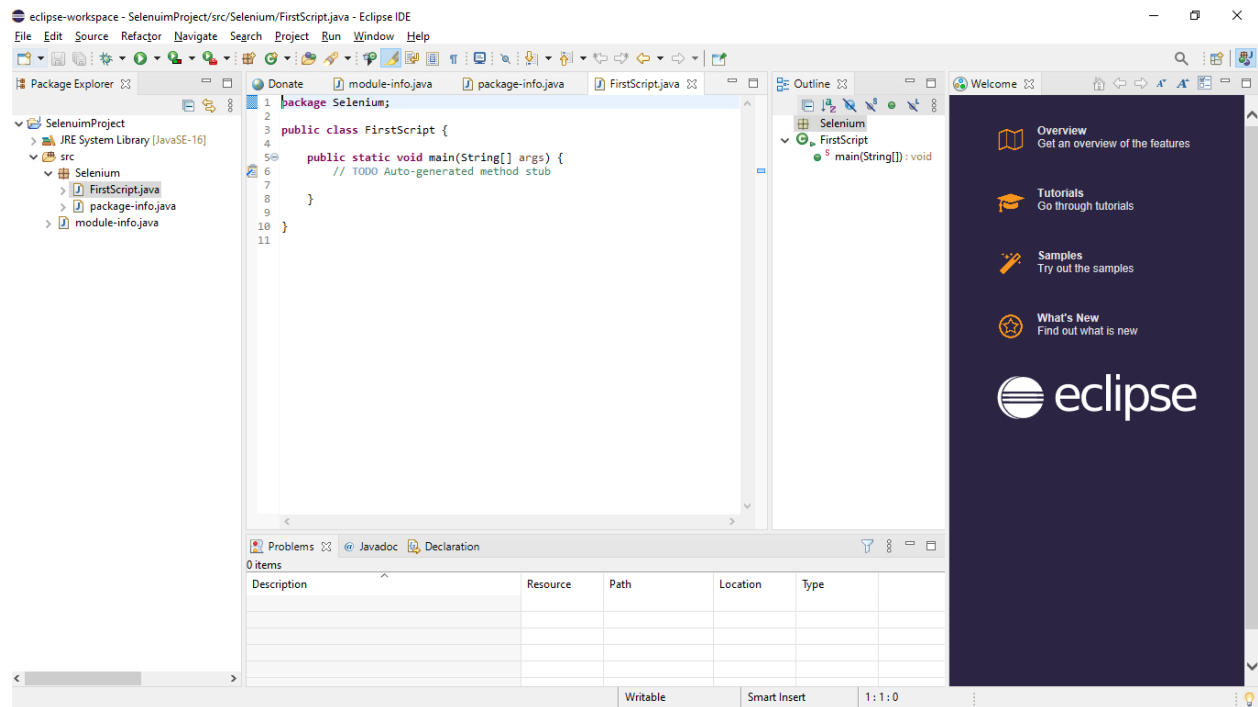 eclipse-workspace - SelenuimProject/src/Selenium/FirstScript.java - Eclipse IDE
File Edit Source Refactor Navigate Search Project Run Window Help
Package Explorer
SelenuimProject
JRE System Library [JavaSE-16]
src
Selenium
FirstScript.java
package-info.java
module-info.java
Donate module-info.java package-info.java FirstScript.java
1 package Selenium;
2
3 public class FirstScript {
4
5 public static void main(String[] args) {
6 // TODO Auto-generated method stub
7
8 }
9
10 }
11
Outline
Selenium
FirstScript
main(String[]) : void
Welcome
Overview
Get an overview of the features
Tutorials
Go through tutorials
Samples
Try out the samples
What's New
Find out what is new
eclipse
Problems @ Javadoc Declaration
0 items
Description Resource Path Location Type
Writable Smart Insert 1 : 1 : 0